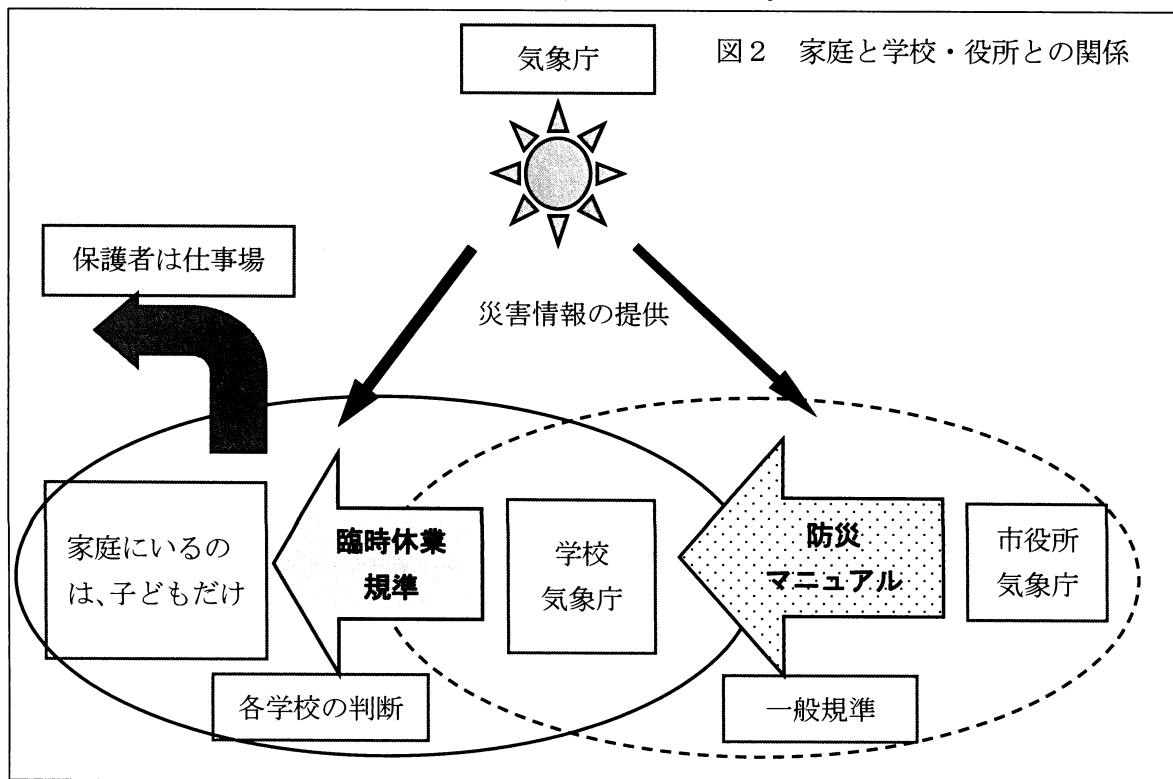 図2 家庭と学校・役所との関係
気象庁
保護者は仕事場
災害情報の提供
家庭にいるの
は、子どもだけ
臨時休業
規準
学校
気象庁
防災
マニュアル
市役所
気象庁
各学校の判断
一般規準